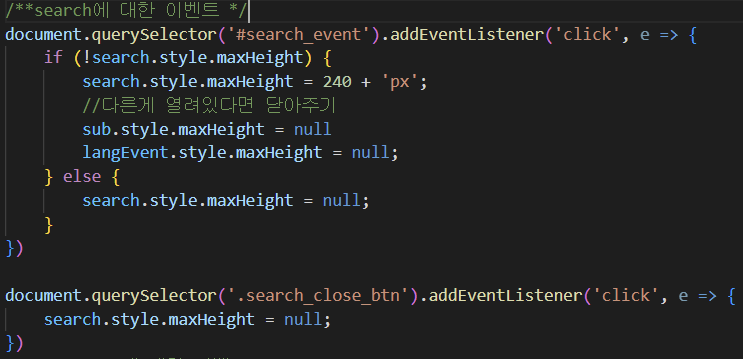 /**search에 대한 이벤트 */
document.querySelector('#search_event').addEventListener('click', e => {
    if (!search.style.maxHeight) {
        search.style.maxHeight = 240 + 'px';
        //다른게 열려있다면 닫아주기
        sub.style.maxHeight = null
        langEvent.style.maxHeight = null;
    } else {
        search.style.maxHeight = null;
    }
})
document.querySelector('.search_close_btn').addEventListener('click', e => {
    search.style.maxHeight = null;
})